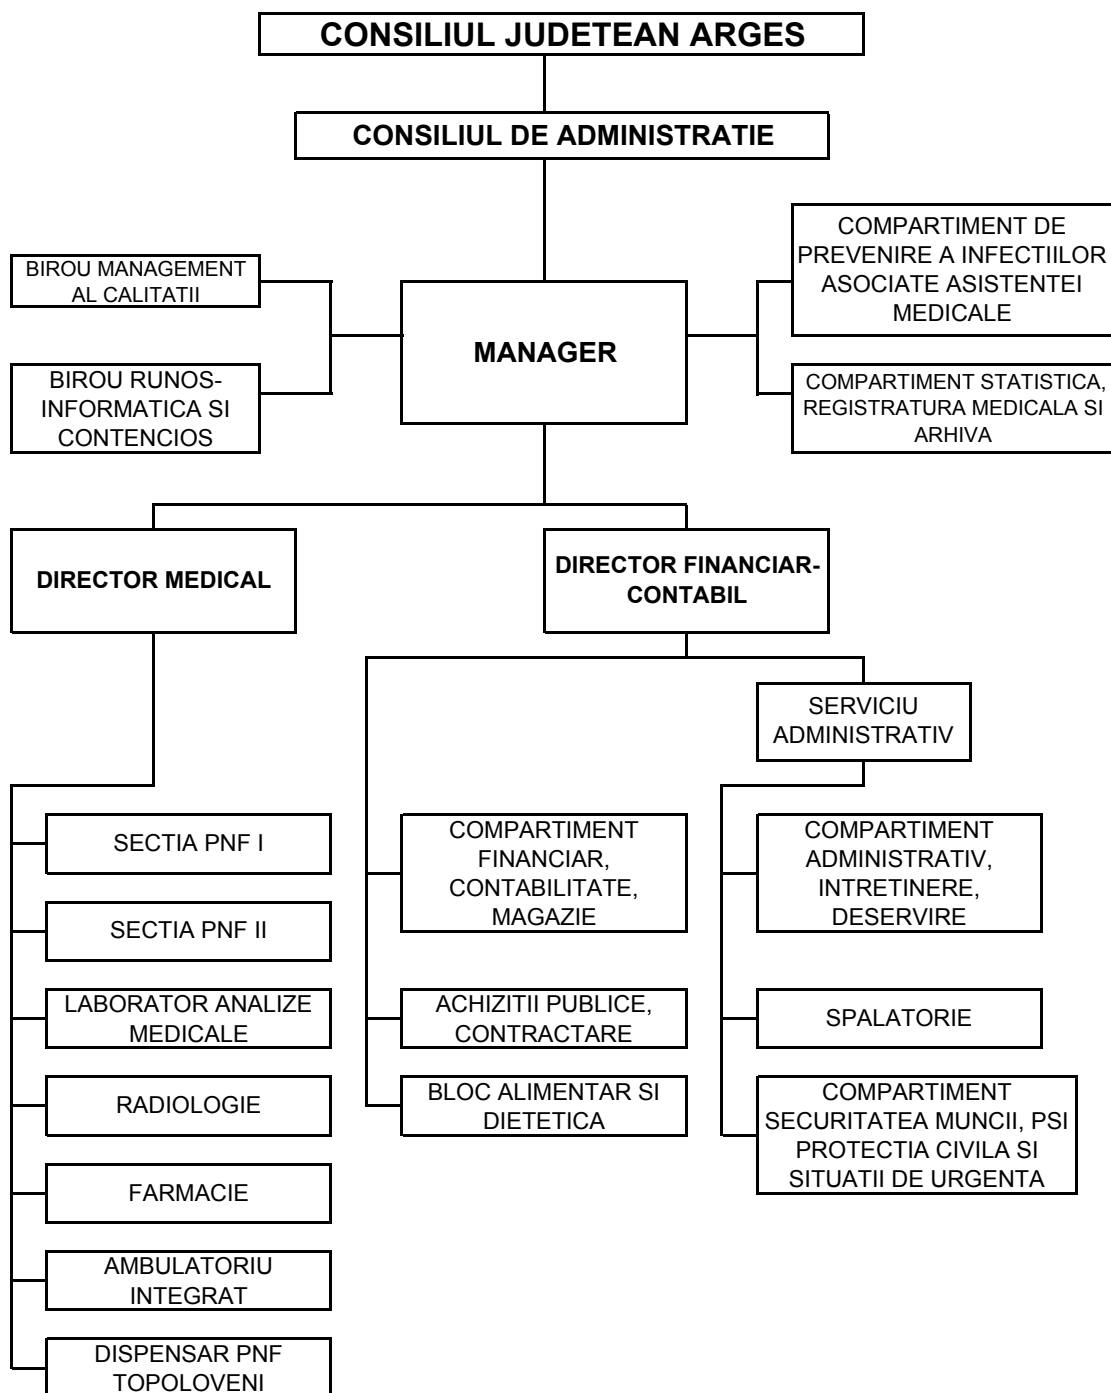 CONSILIUL JUDETEAN ARGES
CONSILIUL DE ADMINISTRATIE
BIROU MANAGEMENT
AL CALITATII
BIROU RUNOS-
INFORMATICA SI
CONTENCIOS
MANAGER
COMPARTIMENT DE
PREVENIRE A INFECTIILOR
ASOCIATE ASISTENTEI
MEDICALE
COMPARTIMENT STATISTICA,
REGISTRATURA MEDICALA SI
ARHIVA
DIRECTOR MEDICAL
DIRECTOR FINANCIAR-
CONTABIL
SERVICIU
ADMINISTRATIV
SECTIA PNF I
SECTIA PNF II
LABORATOR ANALIZE
MEDICALE
RADIOLOGIE
FARMACIE
AMBULATORIU
INTEGRAT
DISPENSAR PNF
TOPOLOVENI
COMPARTIMENT
FINANCIAR,
CONTABILITATE,
MAGAZIE
ACHIZITII PUBLICE,
CONTRACTARE
BLOC ALIMENTAR SI
DIETETICA
COMPARTIMENT
ADMINISTRATIV,
INTRETINERE,
DESERVIRE
SPALATORIE
COMPARTIMENT
SECURITATEA MUNCII, PSI
PROTECTIA CIVILA SI
SITUATII DE URGENTA